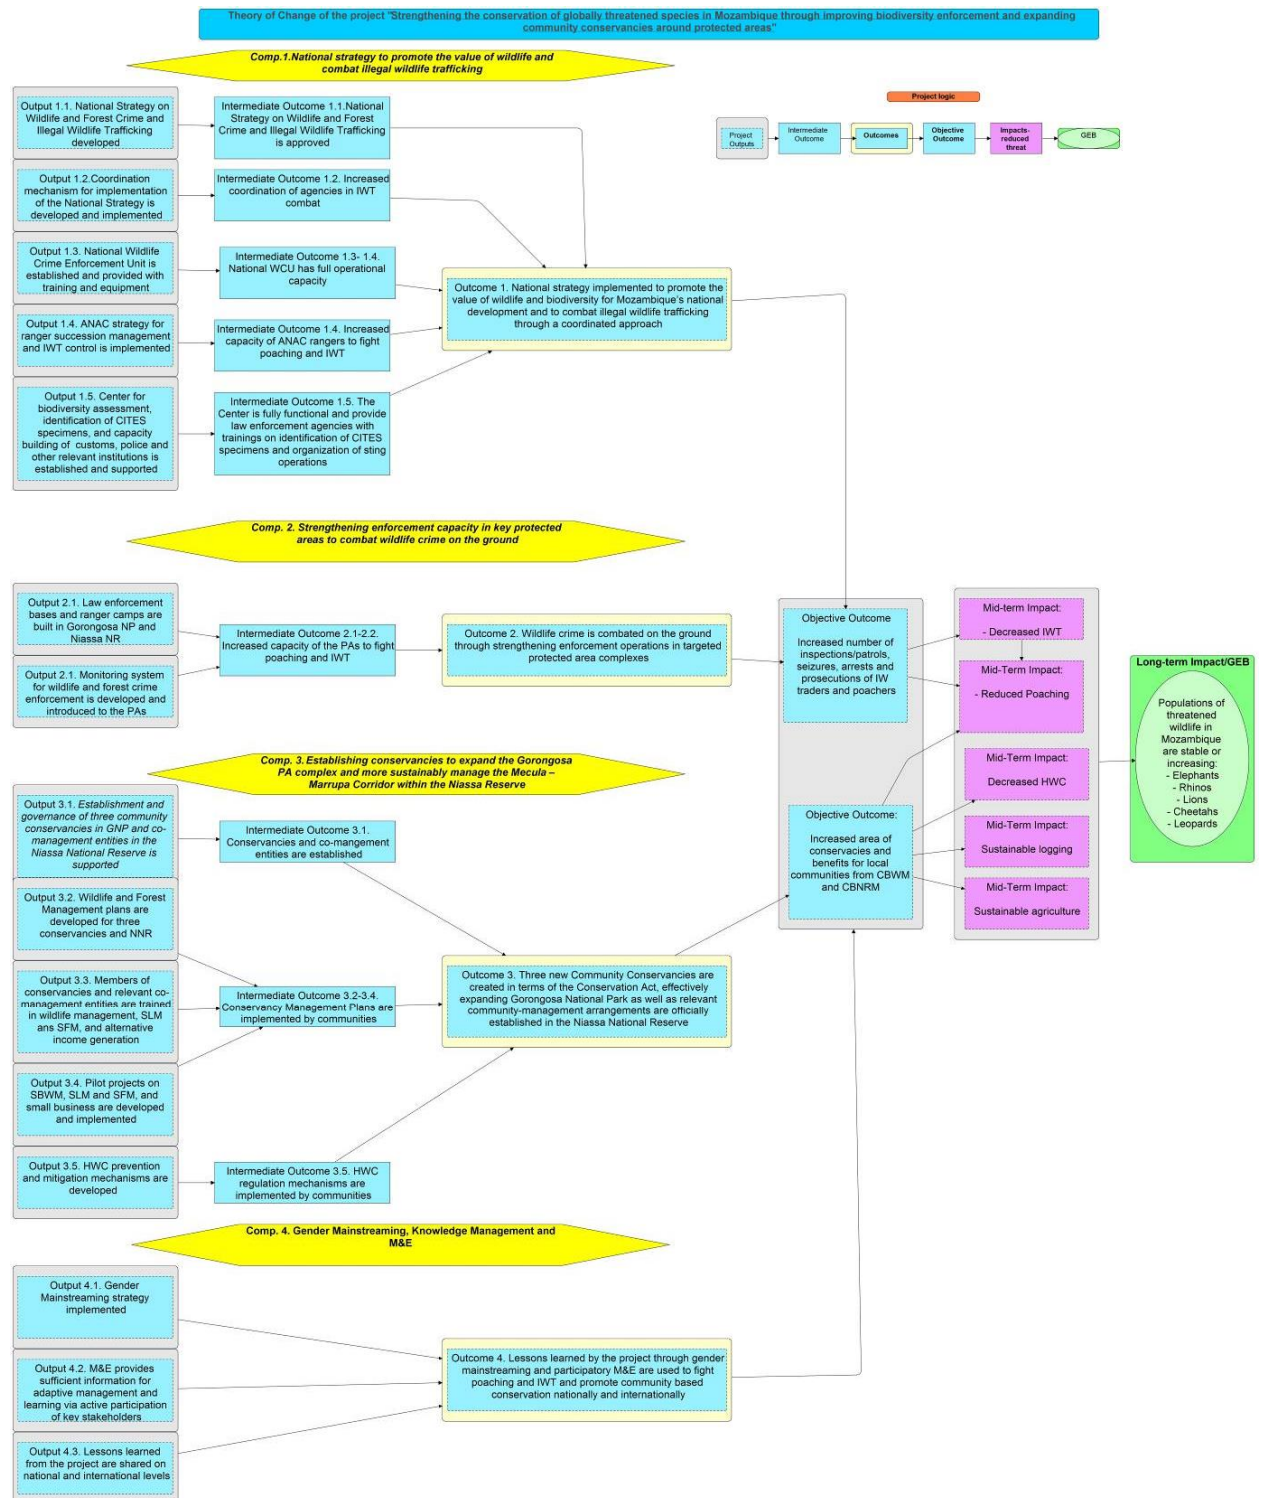 Theory of Change of the project "Strengthening the conservation of globally threatened species in Mozambique through improving biodiversity enforcement and expanding
community conservancies around protected areas"
Comp.1.National strategy to promote the value of wildlife and
combat illegal wildlife trafficking
Project logic
Project
Outputs
Intermediate
Outcome
Outcomes
Objective
Outcome
Impacts-
reduced
threat
GEB
Output 1.1. National Strategy on
Wildlife and Forest Crime and
Illegal Wildlife Trafficking
developed
Intermediate Outcome 1.1.National
Strategy on Wildlife and Forest
Crime and Illegal Wildlife Trafficking
is approved
Output 1.2.Coordination
mechanism for implementation
of the National Strategy is
developed and implemented
Intermediate Outcome 1.2. Increased
coordination of agencies in IWT
combat
Output 1.3. National Wildlife
Crime Enforcement Unit is
established and provided with
training and equipment
Intermediate Outcome 1.3- 1.4.
National WCU has full operational
capacity
Output 1.4. ANAC strategy for
ranger succession management
and IWT control is implemented
Intermediate Outcome 1.4. Increased
capacity of ANAC rangers to fight
poaching and IWT
Output 1.5. Center for
biodiversity assessment,
identification of CITES
specimens, and capacity
building of customs, police and
other relevant institutions is
established and supported
Intermediate Outcome 1.5. The
Center is fully functional and provide
law enforcement agencies with
trainings on identification of CITES
specimens and organization of sting
operations
Outcome 1. National strategy implemented to promote the
value of wildlife and biodiversity for Mozambique's national
development and to combat illegal wildlife trafficking
through a coordinated approach
Comp. 2. Strengthening enforcement capacity in key protected
areas to combat wildlife crime on the ground
Output 2.1. Law enforcement
bases and ranger camps are
built in Gorongosa NP and
Niassa NR
Output 2.1. Monitoring system
for wildlife and forest crime
enforcement is developed and
introduced to the PAs
Intermediate Outcome 2.1-2.2.
Increased capacity of the PAs to fight
poaching and IWT
Outcome 2. Wildlife crime is combated on the ground
through strengthening enforcement operations in targeted
protected area complexes
Objective Outcome
Increased number of
inspections/patrols,
seizures, arrests and
prosecutions of IW
traders and poachers
Mid-term Impact:
- Decreased IWT
Mid-Term Impact:
- Reduced Poaching
Mid-Term Impact:
Decreased HWC
Mid-Term Impact:
Sustainable logging
Mid-Term Impact:
Sustainable agriculture
Long-term Impact/GEB
Populations of
threatened
wildlife in
Mozambique
are stable or
increasing:
- Elephants
- Rhinos
- Lions
- Cheetahs
- Leopards
Comp. 3. Establishing conservancies to expand the Gorongosa
PA complex and more sustainably manage the Mecula –
Marrupa Corridor within the Niassa Reserve
Output 3.1. Establishment and
governance of three community
conservancies in GNP and co-
management entities in the
Niassa National Reserve is
supported
Intermediate Outcome 3.1.
Conservancies and co-mangement
entities are established
Objective Outcome:
Increased area of
conservacies and
benefits for local
communities from CBWM
and CBNRM
Output 3.2. Wildlife and Forest
Management plans are
developed for three
conservancies and NNR
Output 3.3. Members of
conservancies and relevant co-
management entities are trained
in wildlife management, SLM
ans SFM, and alternative
income generation
Intermediate Outcome 3.2-3.4.
Conservancy Management Plans are
implemented by communities
Outcome 3. Three new Community Conservancies are
created in terms of the Conservation Act, effectively
expanding Gorongosa National Park as well as relevant
community-management arrangements are officially
established in the Niassa National Reserve
Output 3.4. Pilot projects on
SBWM, SLM and SFM, and
small business are developed
and implemented
Output 3.5. HWC prevention
and mitigation mechanisms are
developed
Intermediate Outcome 3.5. HWC
regulation mechanisms are
implemented by communities
Comp. 4. Gender Mainstreaming, Knowledge Management and
M&E
Output 4.1. Gender
Mainstreaming strategy
implemented
Output 4.2. M&E provides
sufficient information for
adaptive management and
learning via active participation
of key stakeholders
Output 4.3. Lessons learned
from the project are shared on
national and international levels
Outcome 4. Lessons learned by the project through gender
mainstreaming and participatory M&E are used to fight
poaching and IWT and promote community based
conservation nationally and internationally